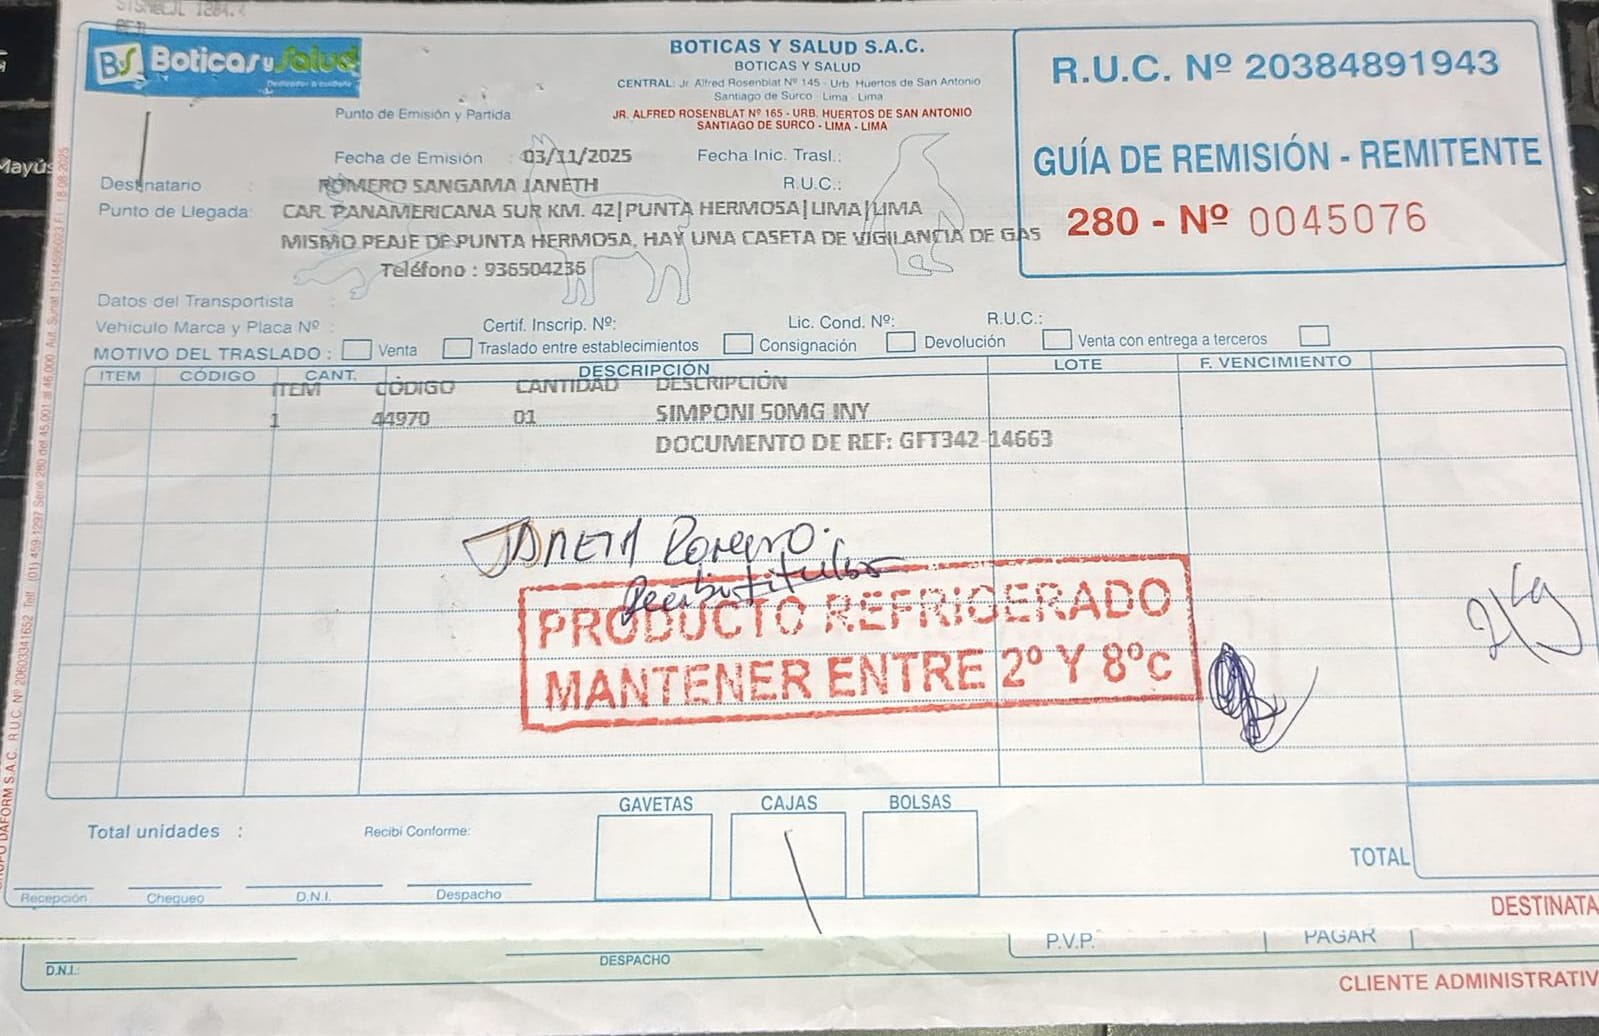 BS Boticas y Salud
BOTICAS Y SALUD S.A.C.
BOTICAS Y SALUD
CENTRAL: Jr. Alfred Rosenblat Nº 145 - Urb. Huertos de San Antonio
Santiago de Surco - Lima - Lima
Punto de Emisión y Partida
JR. ALFRED ROSENBLAT Nº 165 - URB. HUERTOS DE SAN ANTONIO
SANTIAGO DE SURCO - LIMA - LIMA
R.U.C. Nº 20384891943
GUÍA DE REMISIÓN - REMITENTE
280 - Nº 0045076
Fecha de Emisión : 03/11/2025 Fecha Inic. Trasl.:
Destinatario : ROMERO SANGAMA JANETH R.U.C.:
Punto de Llegada: CAR. PANAMERICANA SUR KM. 42|PUNTA HERMOSA|LIMA|LIMA
MISMO PEAJE DE PUNTA HERMOSA, HAY UNA CASETA DE VIGILANCIA DE GAS
Teléfono : 936504236
Datos del Transportista
Vehiculo Marca y Placa Nº : Certif. Inscrip. Nº: Lic. Cond. Nº: R.U.C.:
MOTIVO DEL TRASLADO : Venta Traslado entre establecimientos Consignación Devolución Venta con entrega a terceros
ITEM CÓDIGO CANT. DESCRIPCIÓN LOTE F. VENCIMIENTO
ITEM CÓDIGO CANTIDAD DESCRIPCIÓN
1 44970 01 SIMPONI 50MG INY
DOCUMENTO DE REF: GFT342-14663
JANETH Romero.
PRODUCTO REFRIGERADO
MANTENER ENTRE 2º Y 8ºC
GAVETAS CAJAS BOLSAS
Total unidades : Recibí Conforme:
TOTAL
Recepción Chequeo D.N.I. Despacho
DESTINATA
P.V.P. PAGAR
D.N.I.: DESPACHO
CLIENTE ADMINISTRATIV